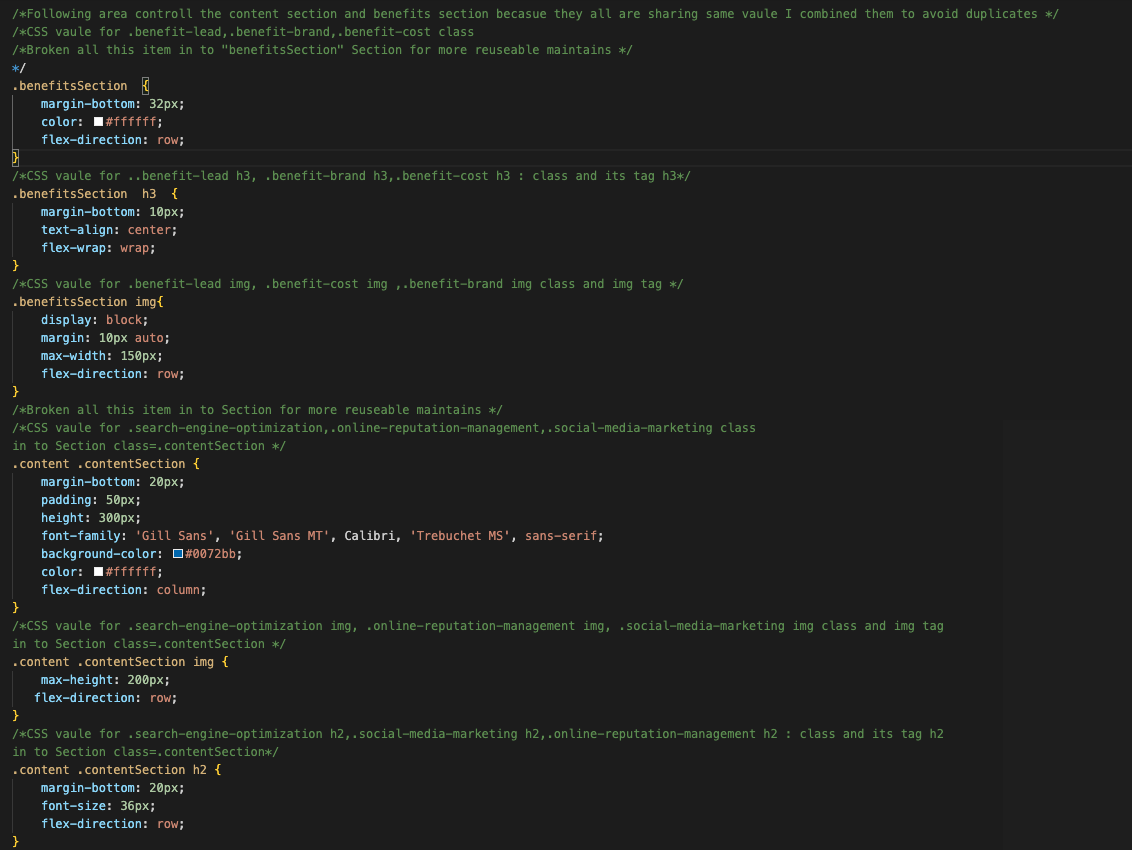 /*Following area controll the content section and benefits section becasue they all are sharing same vaule I combined them to avoid duplicates */
/*CSS vaule for .benefit-lead,.benefit-brand,.benefit-cost class
/*Broken all this item in to "benefitsSection" Section for more reuseable maintains */
*/
.benefitsSection  {
    margin-bottom: 32px;
    color: #ffffff;
    flex-direction: row;
}
/*CSS vaule for ..benefit-lead h3, .benefit-brand h3,.benefit-cost h3 : class and its tag h3*/
.benefitsSection  h3  {
    margin-bottom: 10px;
    text-align: center;
    flex-wrap: wrap;
}
/*CSS vaule for .benefit-lead img, .benefit-cost img ,.benefit-brand img class and img tag */
.benefitsSection img{
    display: block;
    margin: 10px auto;
    max-width: 150px;
    flex-direction: row;
}
/*Broken all this item in to Section for more reuseable maintains */
/*CSS vaule for .search-engine-optimization,.online-reputation-management,.social-media-marketing class
in to Section class=.contentSection */
.content .contentSection {
    margin-bottom: 20px;
    padding: 50px;
    height: 300px;
    font-family: 'Gill Sans', 'Gill Sans MT', Calibri, 'Trebuchet MS', sans-serif;
    background-color: #0072bb;
    color: #ffffff;
    flex-direction: column;
}
/*CSS vaule for .search-engine-optimization img, .online-reputation-management img, .social-media-marketing img class and img tag
in to Section class=.contentSection */
.content .contentSection img {
    max-height: 200px;
   flex-direction: row;
}
/*CSS vaule for .search-engine-optimization h2,.social-media-marketing h2,.online-reputation-management h2 : class and its tag h2
in to Section class=.contentSection*/
.content .contentSection h2 {
    margin-bottom: 20px;
    font-size: 36px;
    flex-direction: row;
}